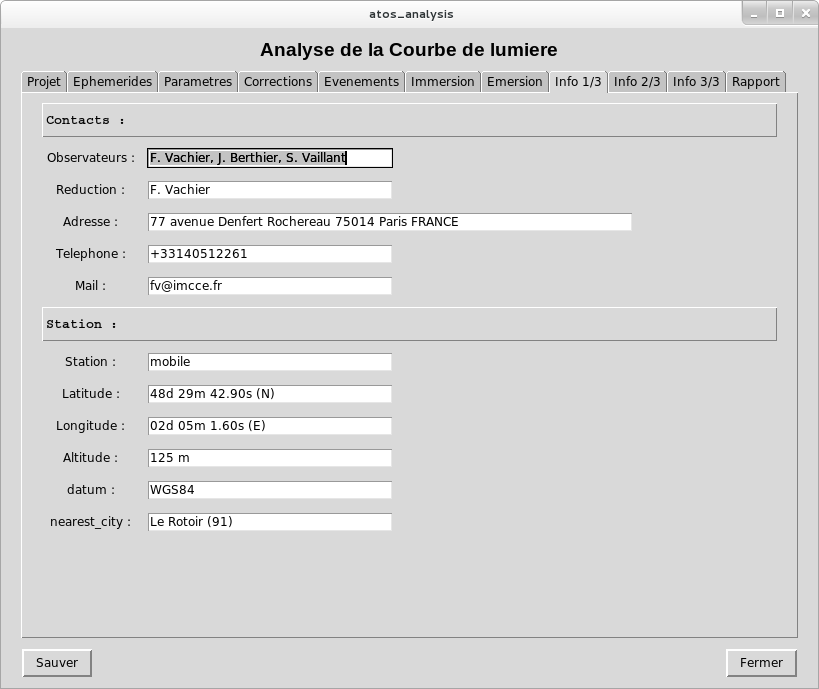 atos_analysis
Analyse de la Courbe de lumiere
Projet Ephemerides Parametres Corrections Evenements Immersion Emersion Info 1/3 Info 2/3 Info 3/3 Rapport
Contacts :
Observateurs : F. Vachier, J. Berthier, S. Vaillant
Reduction : F. Vachier
Adresse : 77 avenue Denfert Rochereau 75014 Paris FRANCE
Telephone : +33140512261
Mail : fv@imcce.fr
Station :
Station : mobile
Latitude : 48d 29m 42.90s (N)
Longitude : 02d 05m 1.60s (E)
Altitude : 125 m
datum : WGS84
nearest_city : Le Rotoir (91)
Sauver Fermer